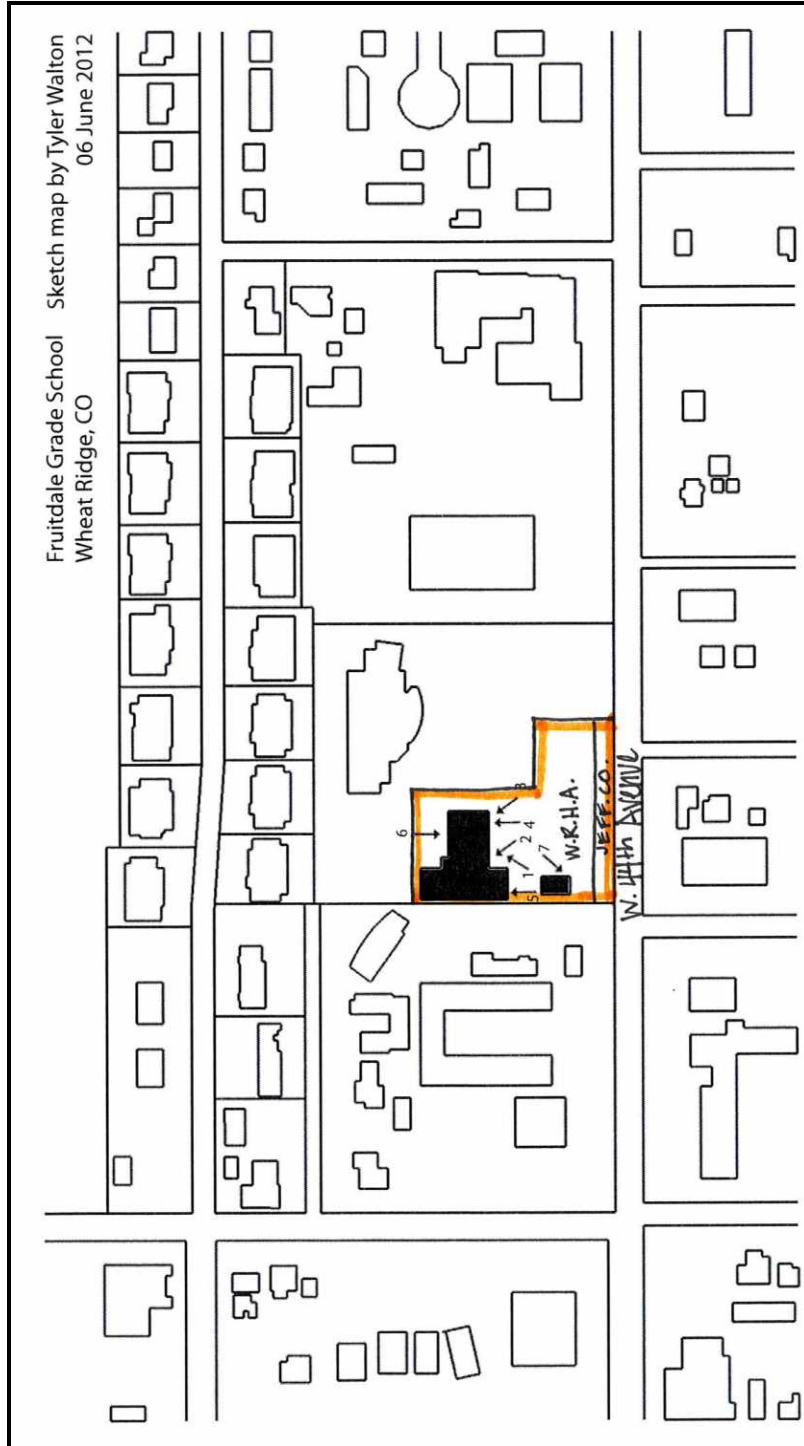 Fruitdale Grade School
Wheat Ridge, CO
Sketch map by Tyler Walton
06 June 2012
6
3
4
2
1
5
7
W.R.H.A.
JEFF.CO.
W. 44th AVENUE